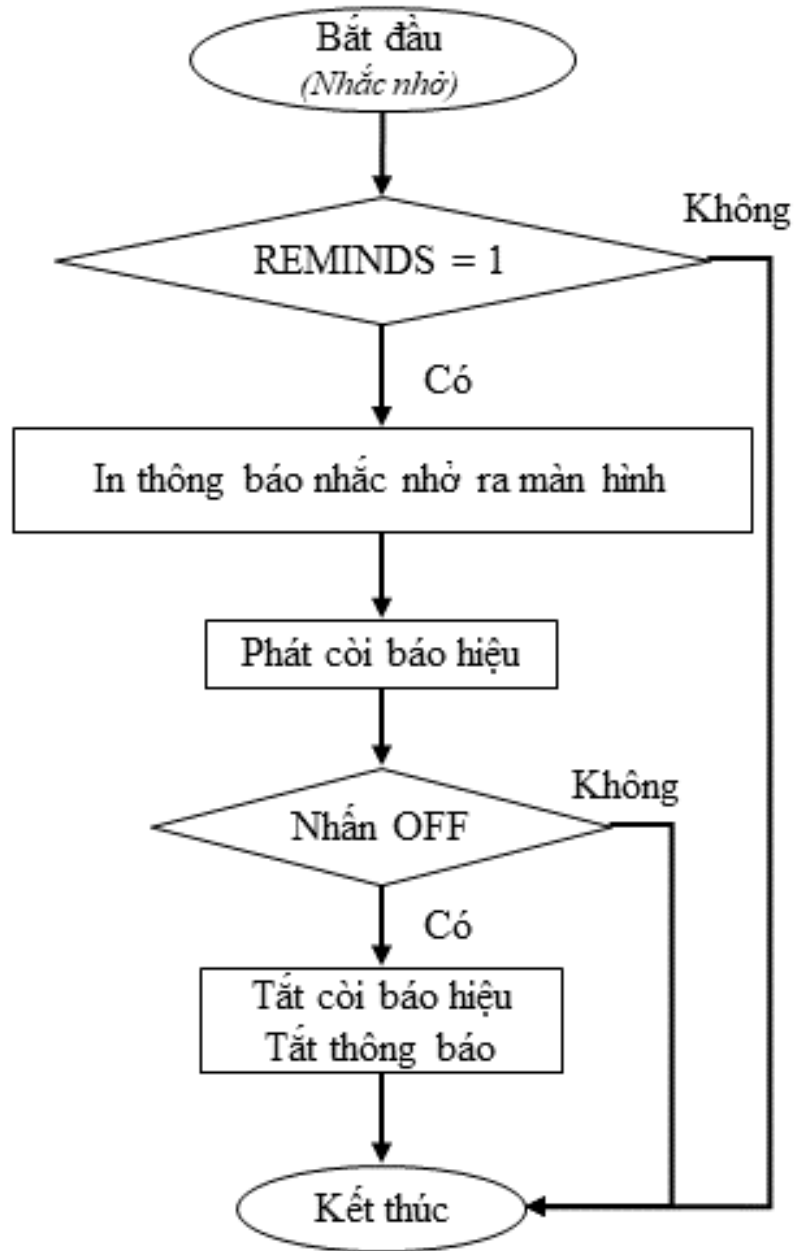 Bắt đầu
(Nhắc nhở)
Không
REMINDS = 1
Có
In thông báo nhắc nhở ra màn hình
Phát còi báo hiệu
Không
Nhấn OFF
Có
Tắt còi báo hiệu
Tắt thông báo
Kết thúc